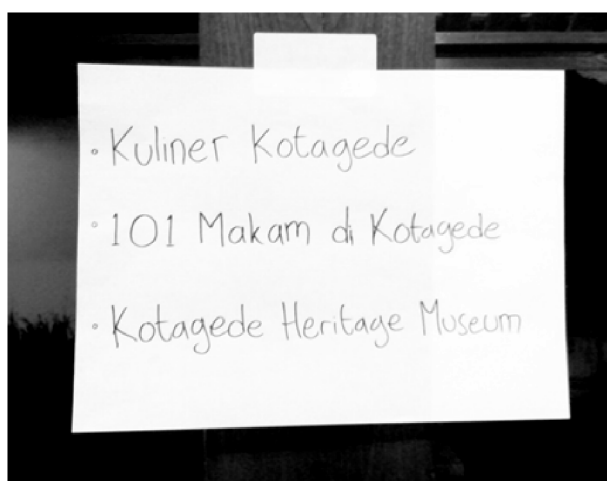 • Kuliner Kotagede
• 101 Makam di Kotagede
• Kotagede Heritage Museum